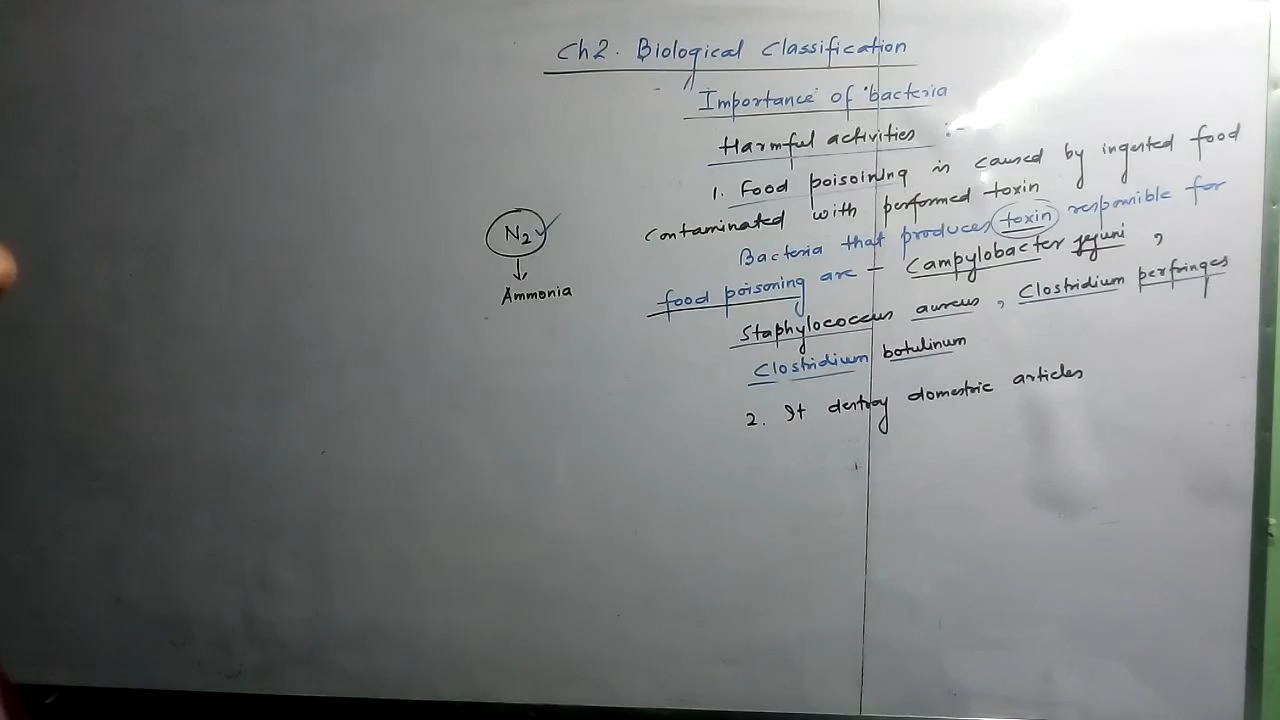 Ch2. Biological Classification
Importance of bacteria
Harmful activities :-
1. Food poisoining is caused by ingested food
contaminated with performed toxin
Bacteria that produces toxin responsible for
food poisoning are - Campylobacter jejuni ,
Staphylococcus aureus , Clostridium perfringes
Clostridium botulinum
2. It destroy domestric articles
N2
Ammonia